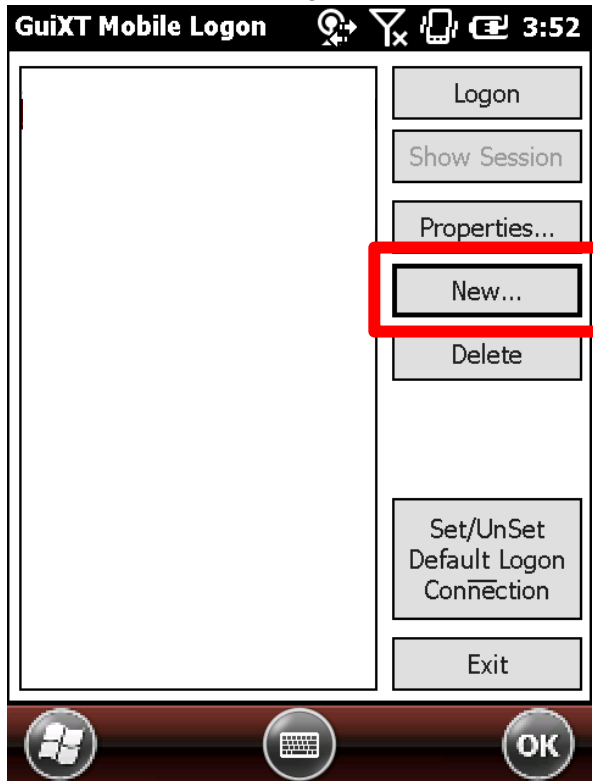 GuiXT Mobile Logon 3:52
Logon
Show Session
Properties...
New...
Delete
Set/UnSet
Default Logon
Connection
Exit
OK